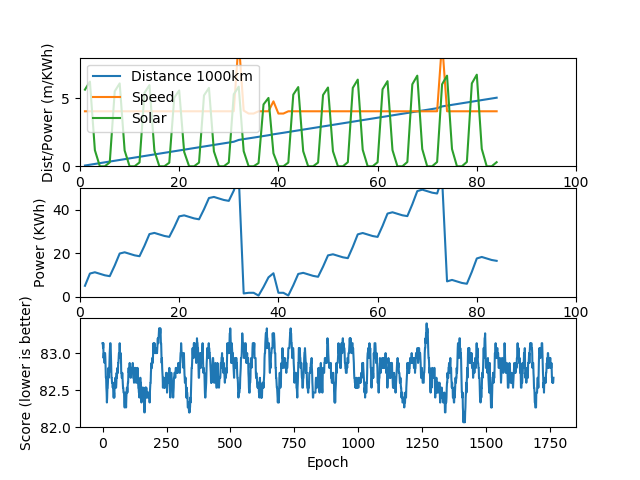 Dist/Power (m/KWh)
5
0
Distance 1000km
Speed
Solar
0 20 40 60 80 100
Power (KWh)
40
20
0
0 20 40 60 80 100
Score (lower is better)
83.0
82.5
82.0
0 250 500 750 1000 1250 1500 1750
Epoch